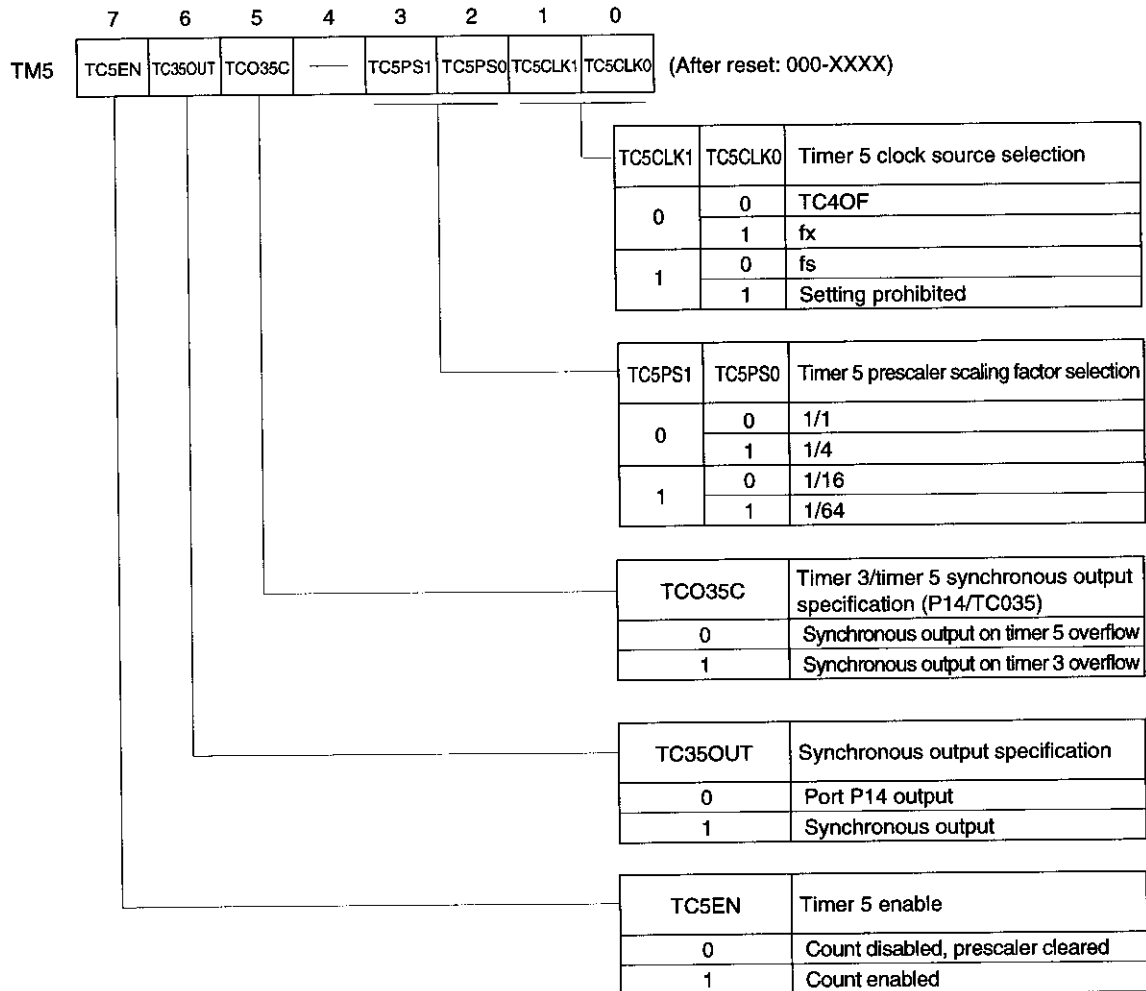 7 6 5 4 3 2 1 0
TM5 TC5EN TC35OUT TCO35C — TC5PS1 TC5PS0 TC5CLK1 TC5CLK0 (After reset: 000-XXXX)
TC5CLK1 TC5CLK0 Timer 5 clock source selection
0 0 TC4OF
1 fx
1 0 fs
1 Setting prohibited
TC5PS1 TC5PS0 Timer 5 prescaler scaling factor selection
0 0 1/1
1 1/4
1 0 1/16
1 1/64
TCO35C Timer 3/timer 5 synchronous output
specification (P14/TC035)
0 Synchronous output on timer 5 overflow
1 Synchronous output on timer 3 overflow
TC35OUT Synchronous output specification
0 Port P14 output
1 Synchronous output
TC5EN Timer 5 enable
0 Count disabled, prescaler cleared
1 Count enabled